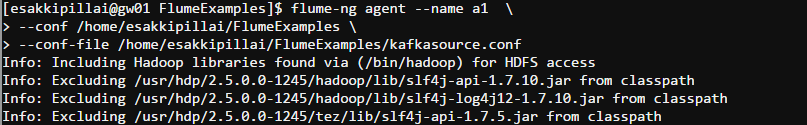 [esakkipillai@gw01 FlumeExamples]$ flume-ng agent --name a1  \
> --conf /home/esakkipillai/FlumeExamples \
> --conf-file /home/esakkipillai/FlumeExamples/kafkasource.conf
Info: Including Hadoop libraries found via (/bin/hadoop) for HDFS access
Info: Excluding /usr/hdp/2.5.0.0-1245/hadoop/lib/slf4j-api-1.7.10.jar from classpath
Info: Excluding /usr/hdp/2.5.0.0-1245/hadoop/lib/slf4j-log4j12-1.7.10.jar from classpath
Info: Excluding /usr/hdp/2.5.0.0-1245/tez/lib/slf4j-api-1.7.5.jar from classpath